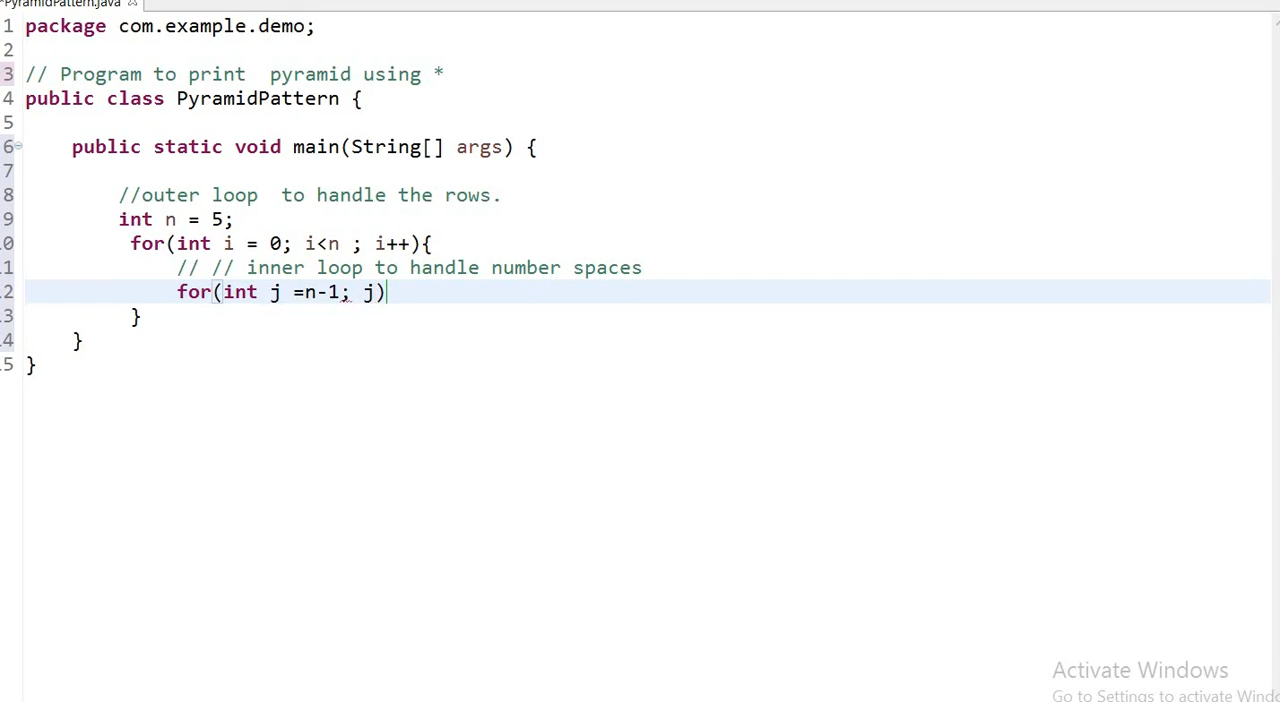 *PyramidPattern.java
1 package com.example.demo;
2
3 // Program to print  pyramid using *
4 public class PyramidPattern {
5
6     public static void main(String[] args) {
7
8         //outer loop  to handle the rows.
9         int n = 5;
0          for(int i = 0; i<n ; i++){
1              // // inner loop to handle number spaces
2              for(int j =n-1; j)
3          }
4     }
5 }
Activate Windows
Go to Settings to activate Windo